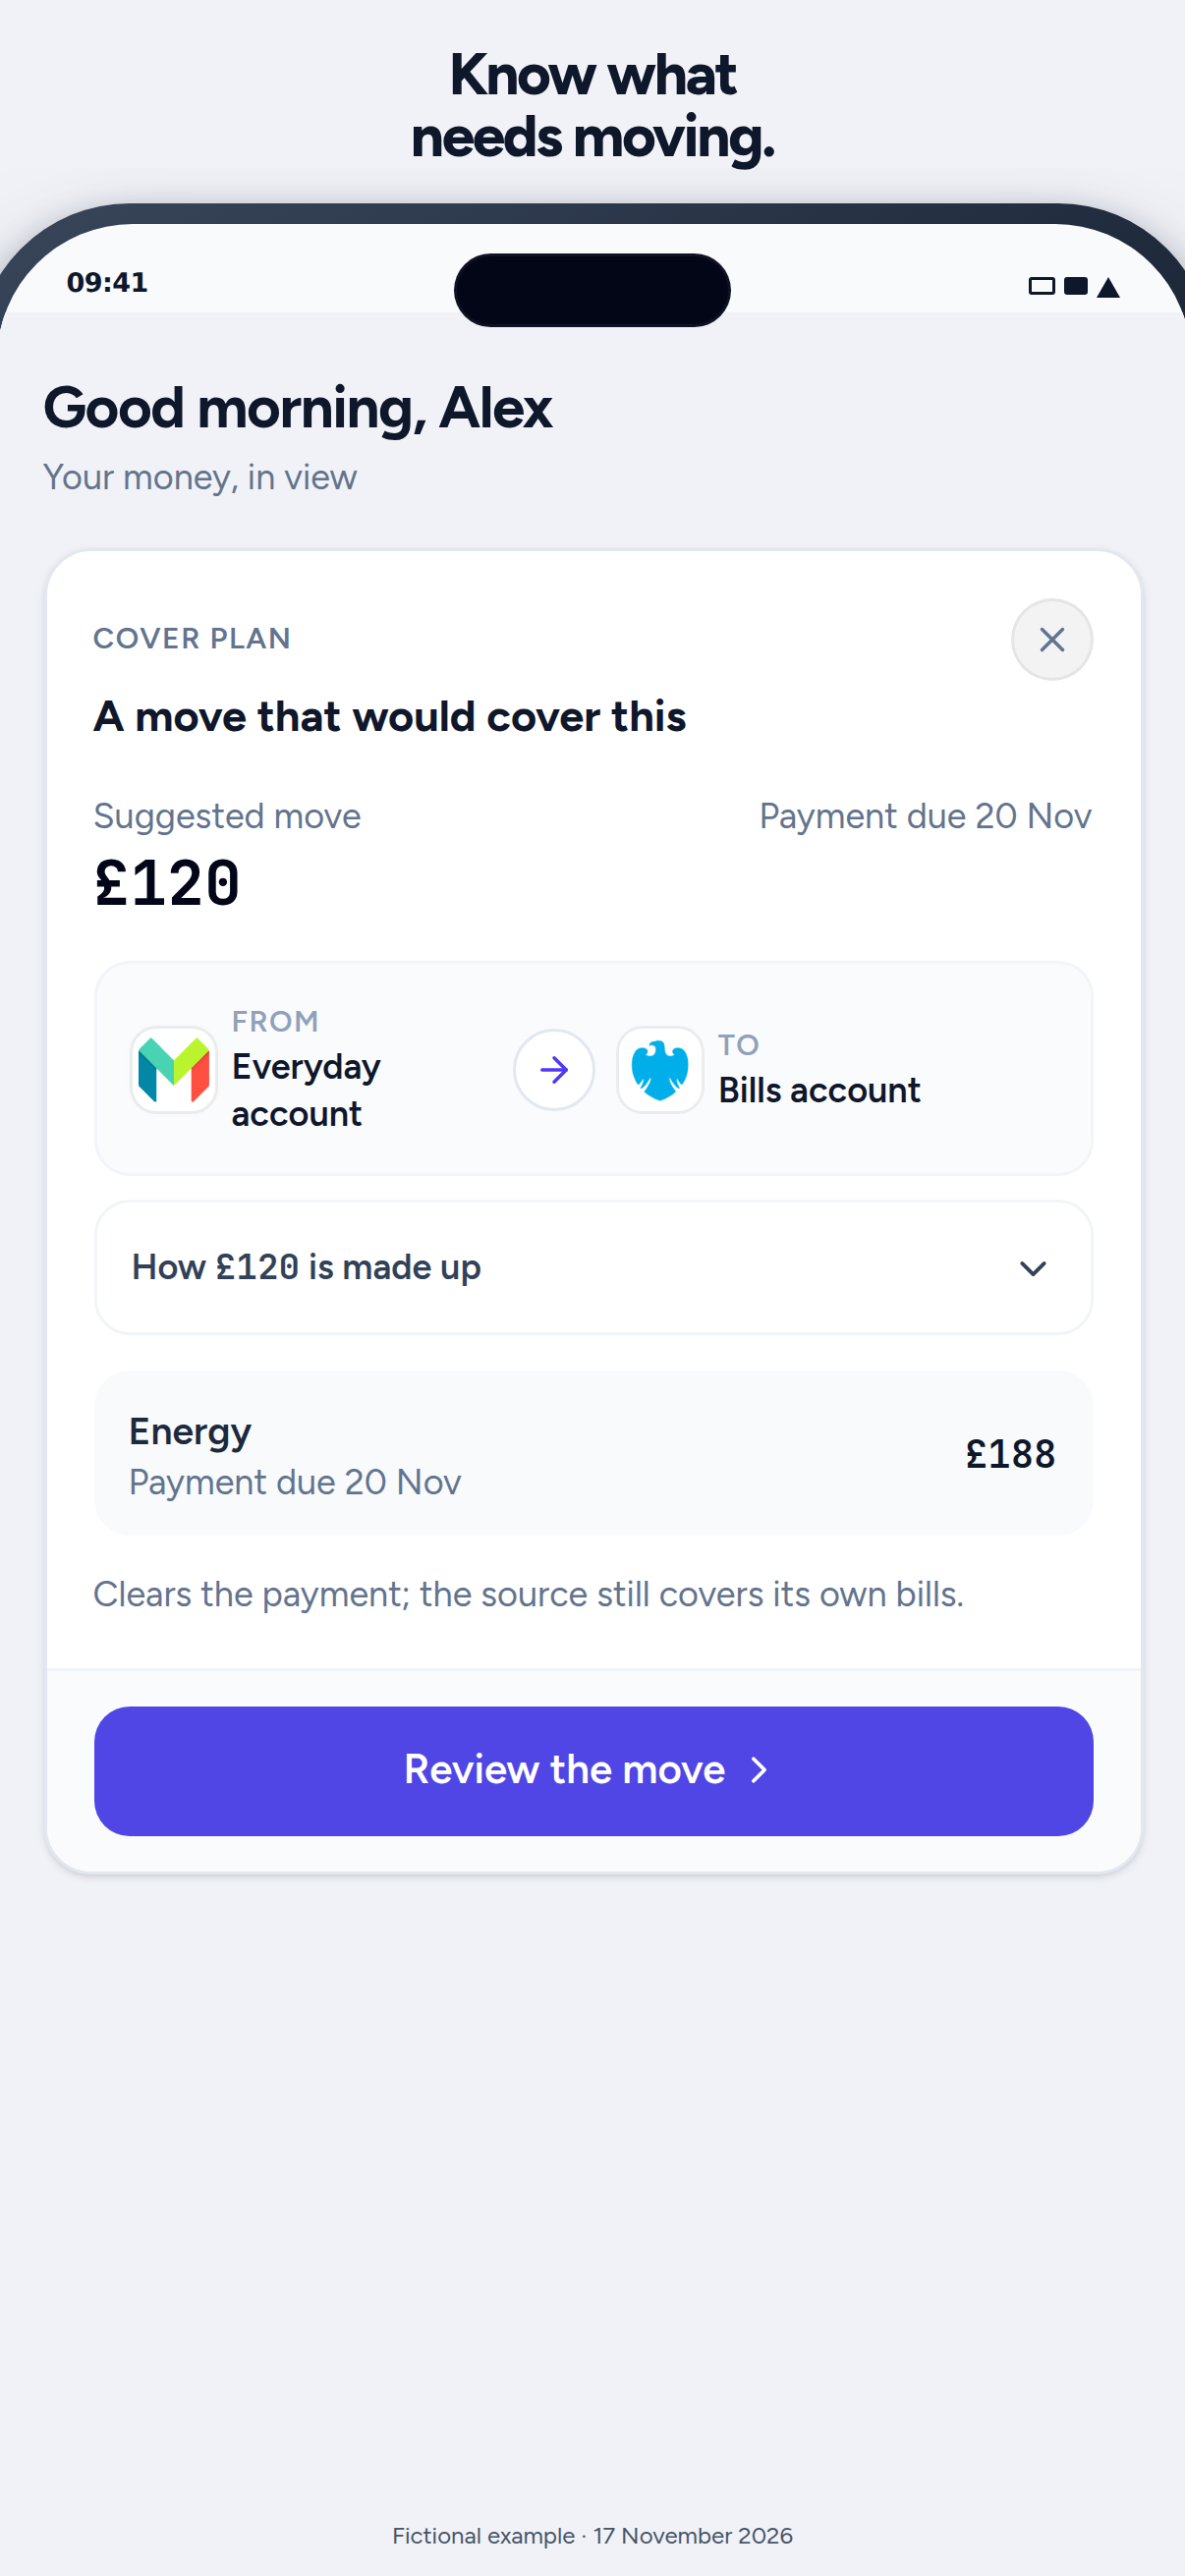 Know what
needs moving.
09:41
Good morning, Alex
Your money, in view
COVER PLAN
A move that would cover this
Suggested move
Payment due 20 Nov
£120
FROM
Everyday
account
TO
Bills account
How £120 is made up
Energy
Payment due 20 Nov
£188
Clears the payment; the source still covers its own bills.
Review the move
Fictional example · 17 November 2026